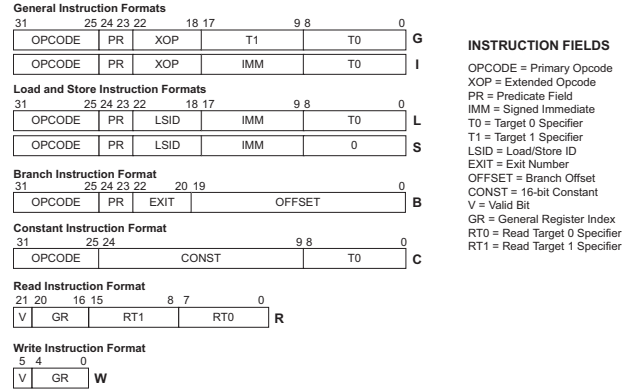 General Instruction Formats
31 25 24 23 22 18 17 9 8 0
OPCODE PR XOP T1 T0 G
OPCODE PR XOP IMM T0 I
Load and Store Instruction Formats
31 25 24 23 22 18 17 9 8 0
OPCODE PR LSID IMM T0 L
OPCODE PR LSID IMM 0 S
Branch Instruction Format
31 25 24 23 22 20 19 0
OPCODE PR EXIT OFFSET B
Constant Instruction Format
31 25 24 9 8 0
OPCODE CONST T0 C
Read Instruction Format
21 20 16 15 8 7 0
V GR RT1 RT0 R
Write Instruction Format
5 4 0
V GR W
INSTRUCTION FIELDS
OPCODE = Primary Opcode
XOP = Extended Opcode
PR = Predicate Field
IMM = Signed Immediate
T0 = Target 0 Specifier
T1 = Target 1 Specifier
LSID = Load/Store ID
EXIT = Exit Number
OFFSET = Branch Offset
CONST = 16-bit Constant
V = Valid Bit
GR = General Register Index
RT0 = Read Target 0 Specifier
RT1 = Read Target 1 Specifier